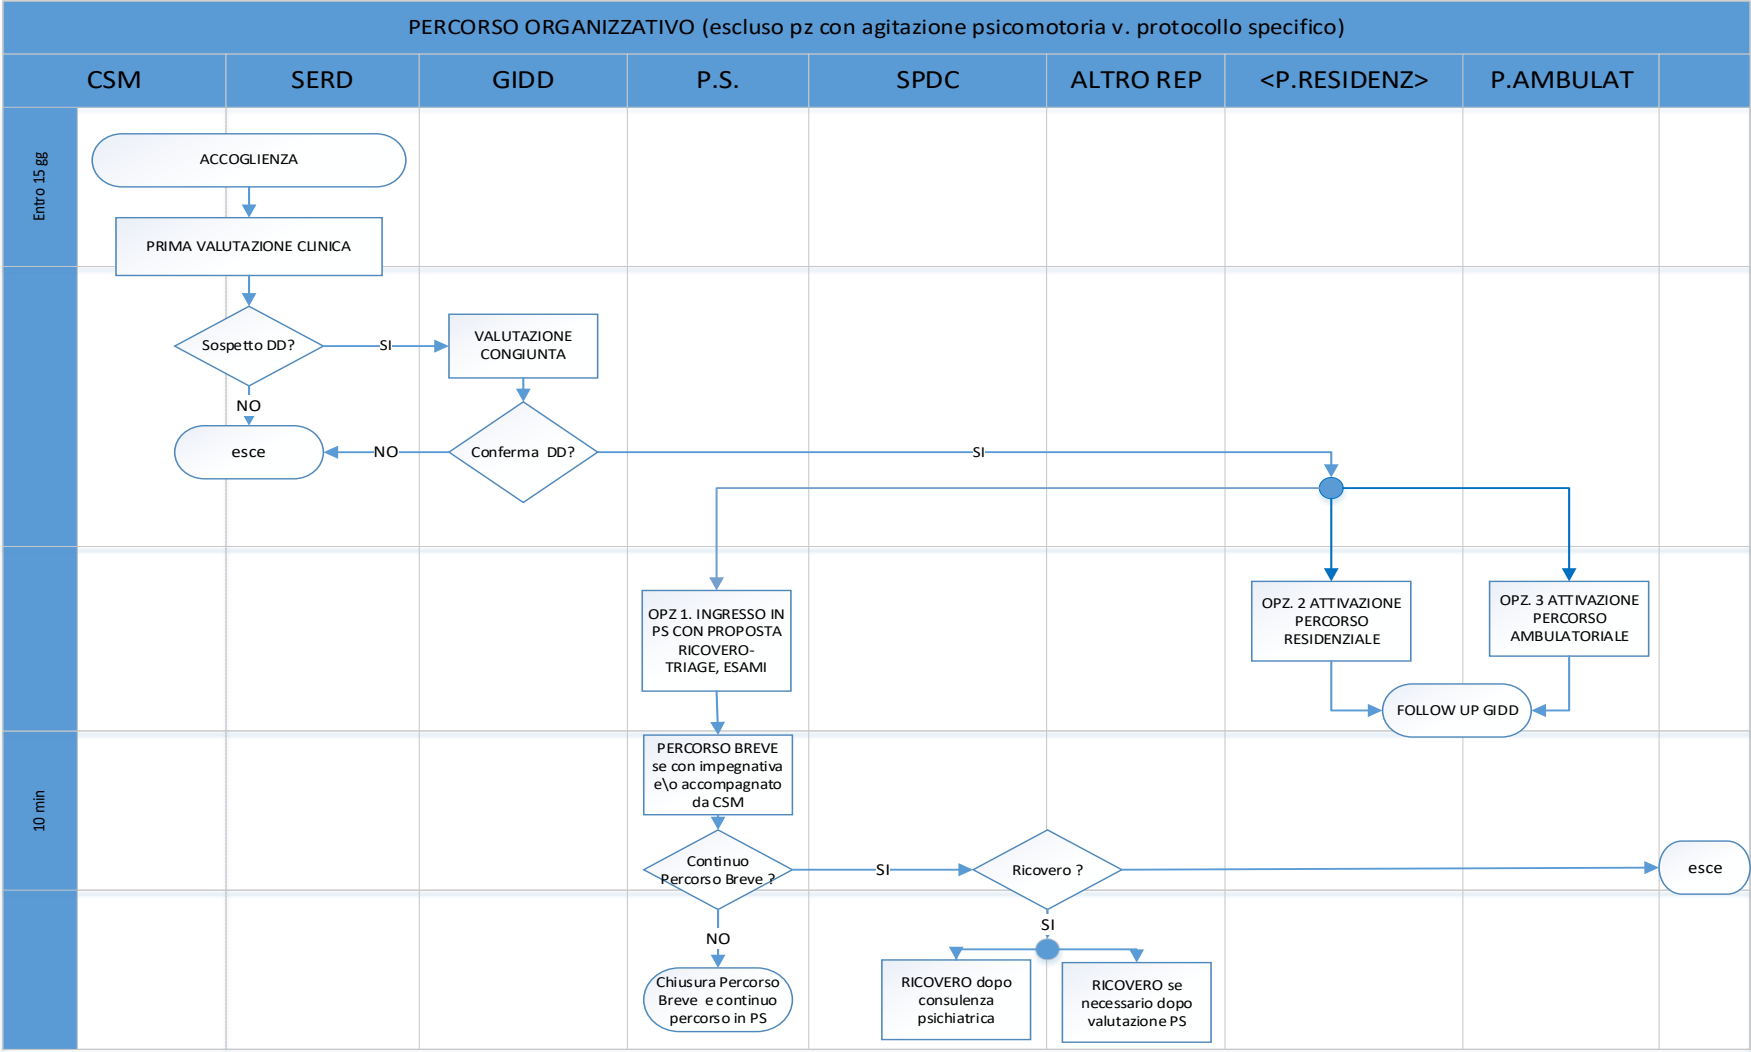 PERCORSO ORGANIZZATIVO (escluso pz con agitazione psicomotoria v. protocollo specifico)
CSM
SERD
GIDD
P.S.
SPDC
ALTRO REP
<P.RESIDENZ>
P.AMBULAT
Entro 15 gg
ACCOGLIENZA
PRIMA VALUTAZIONE CLINICA
Sospetto DD?
SI
VALUTAZIONE
CONGIUNTA
NO
esce
NO
Conferma DD?
SI
OPZ 1. INGRESSO IN
PS CON PROPOSTA
RICOVERO-
TRIAGE, ESAMI
OPZ. 2 ATTIVAZIONE
PERCORSO
RESIDENZIALE
OPZ. 3 ATTIVAZIONE
PERCORSO
AMBULATORIALE
FOLLOW UP GIDD
10 min
PERCORSO BREVE
se con impegnativa
e\o accompagnato
da CSM
Continuo
Percorso Breve ?
SI
Ricovero ?
esce
NO
SI
Chiusura Percorso
Breve e continuo
percorso in PS
RICOVERO dopo
consulenza
psichiatrica
RICOVERO se
necessario dopo
valutazione PS